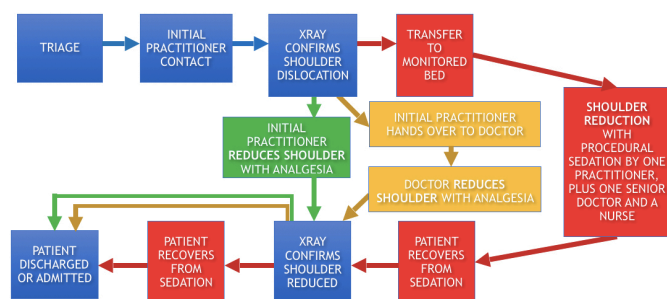 TRIAGE
INITIAL
PRACTITIONER
CONTACT
XRAY
CONFIRMS
SHOULDER
DISLOCATION
TRANSFER
TO
MONITORED
BED
INITIAL
PRACTITIONER
REDUCES SHOULDER
WITH ANALGESIA
INITIAL PRACTITIONER
HANDS OVER TO DOCTOR
DOCTOR REDUCES
SHOULDER WITH ANALGESIA
SHOULDER
REDUCTION
WITH
PROCEDURAL
SEDATION BY ONE
PRACTITIONER,
PLUS ONE SENIOR
DOCTOR AND A
NURSE
PATIENT
DISCHARGED
OR ADMITTED
PATIENT
RECOVERS
FROM
SEDATION
XRAY
CONFIRMS
SHOULDER
REDUCED
PATIENT
RECOVERS
FROM
SEDATION